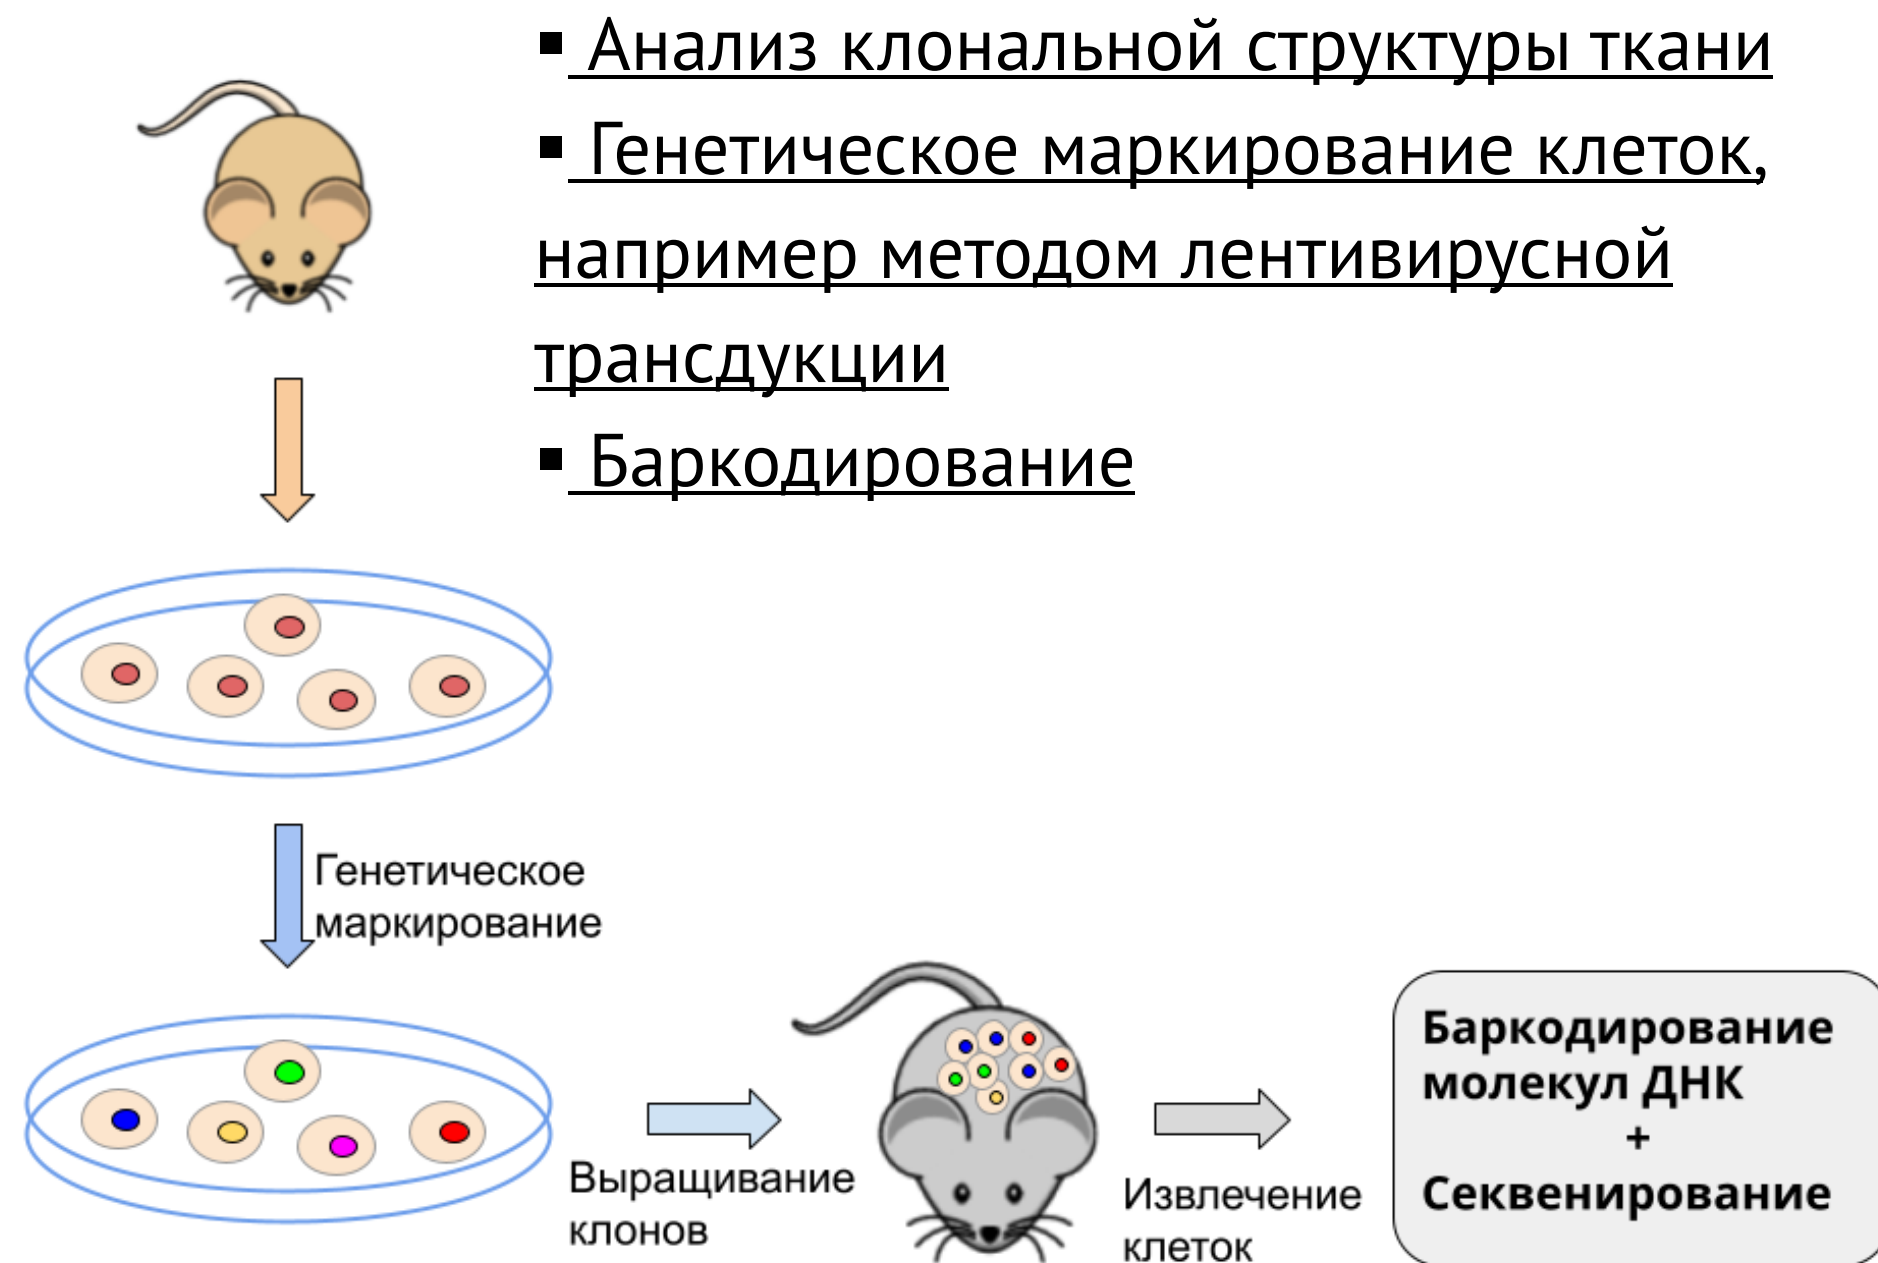 ▪ Анализ клональной структуры ткани
▪ Генетическое маркирование клеток,
например методом лентивирусной
трансдукции
▪ Баркодирование
Генетическое
маркирование
Выращивание
клонов
Извлечение
клеток
Баркодирование
молекул ДНК
+
Секвенирование